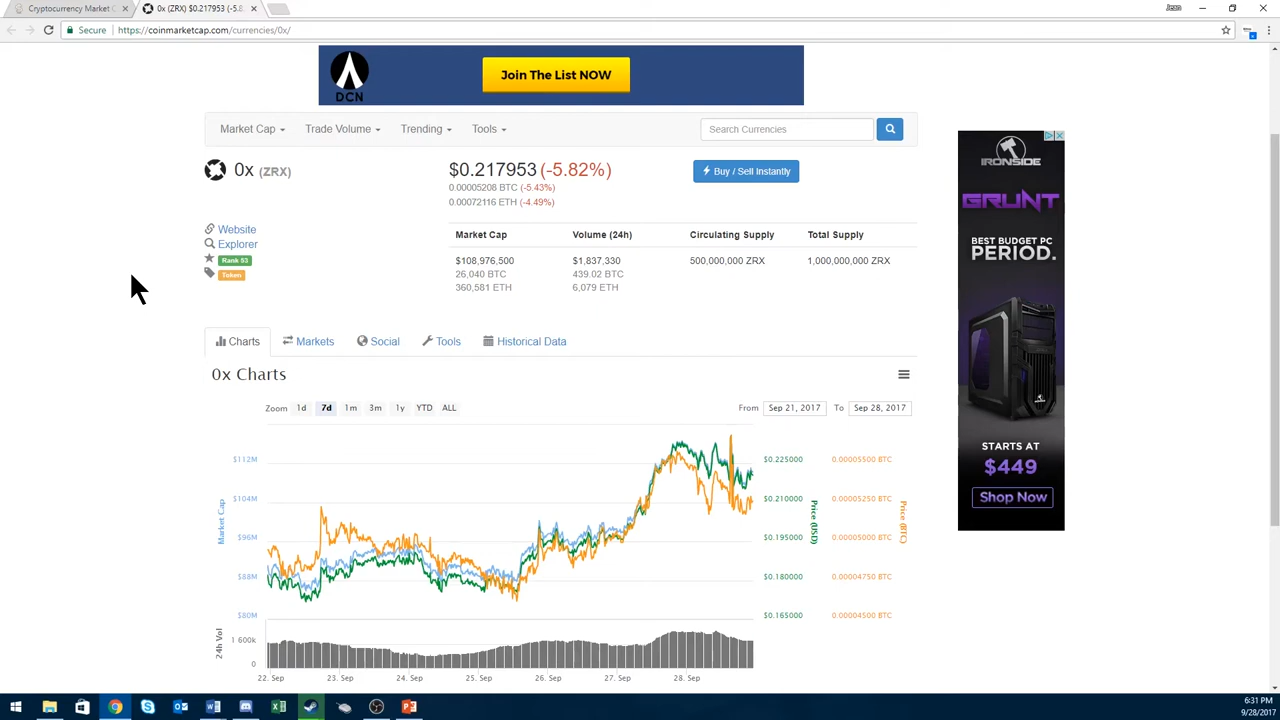 Cryptocurrency Market C
0x (ZRX) $0.217953 (-5.8
Secure
https://coinmarketcap.com/currencies/0x/
DCN
Join The List NOW
Market Cap
Trade Volume
Trending
Tools
Search Currencies
0x (ZRX)
$0.217953 (-5.82%)
Buy / Sell Instantly
0.00005208 BTC (-5.43%)
0.00072116 ETH (-4.49%)
Website
Explorer
Rank 53
Token
Market Cap
Volume (24h)
Circulating Supply
Total Supply
$108,976,500
$1,837,330
500,000,000 ZRX
1,000,000,000 ZRX
26,040 BTC
439.02 BTC
360,581 ETH
6,079 ETH
Charts
Markets
Social
Tools
Historical Data
0x Charts
Zoom 1d 7d 1m 3m 1y YTD ALL
From Sep 21, 2017 To Sep 28, 2017
$112M
$104M
$96M
$88M
$80M
Market Cap
$0.225000
$0.210000
$0.195000
$0.180000
$0.165000
Price (USD)
0.00005500 BTC
0.00005250 BTC
0.00005000 BTC
0.00004750 BTC
0.00004500 BTC
Price (BTC)
24h Vol
1 600k
0
22. Sep 23. Sep 24. Sep 25. Sep 26. Sep 27. Sep 28. Sep
IRONSIDE
GRUNT
BEST BUDGET PC
PERIOD.
STARTS AT
$449
Shop Now
6:31 PM
9/28/2017